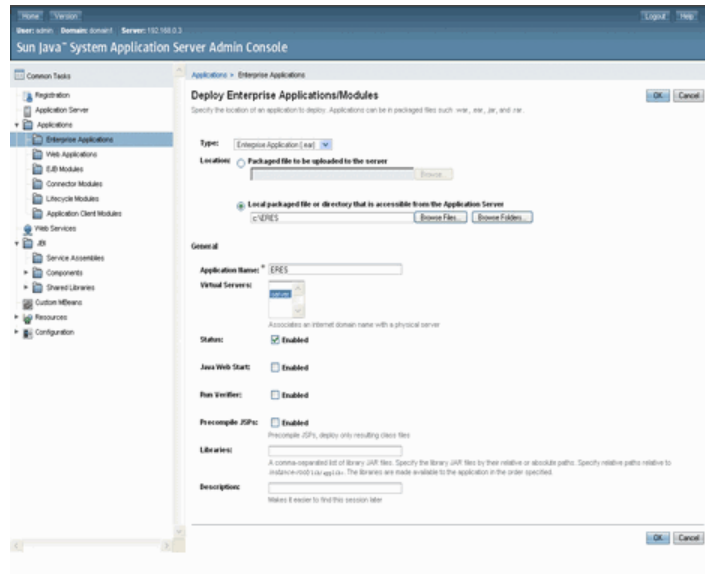 Home Version
Logout Help
User: admin Domain: domain1 Server: 192.168.0.3
Sun Java™ System Application Server Admin Console
Common Tasks
Registration
Application Server
Applications
Enterprise Applications
Web Applications
EJB Modules
Connector Modules
Lifecycle Modules
Application Client Modules
Web Services
JBI
Service Assemblies
Components
Shared Libraries
Custom MBeans
Resources
Configuration
Applications > Enterprise Applications
Deploy Enterprise Applications/Modules
OK Cancel
Specify the location of an application to deploy. Applications can be in packaged files such .war, .ear, .jar, and .rar.
Type: Enterprise Application (.ear)
Location: Packaged file to be uploaded to the server
Browse...
Local packaged file or directory that is accessible from the Application Server
c:\ERES Browse Files... Browse Folders...
General
Application Name: * ERES
Virtual Servers: server
Associates an internet domain name with a physical server
Status: Enabled
Java Web Start: Enabled
Run Verifier: Enabled
Precompile JSPs: Enabled
Precompile JSPs, deploy only resulting class files
Libraries:
A comma-separated list of library JAR files. Specify the library JAR files by their relative or absolute paths. Specify relative paths relative to
instance-root/lib/applibs. The libraries are made available to the application in the order specified.
Description:
Makes it easier to find this session later
OK Cancel